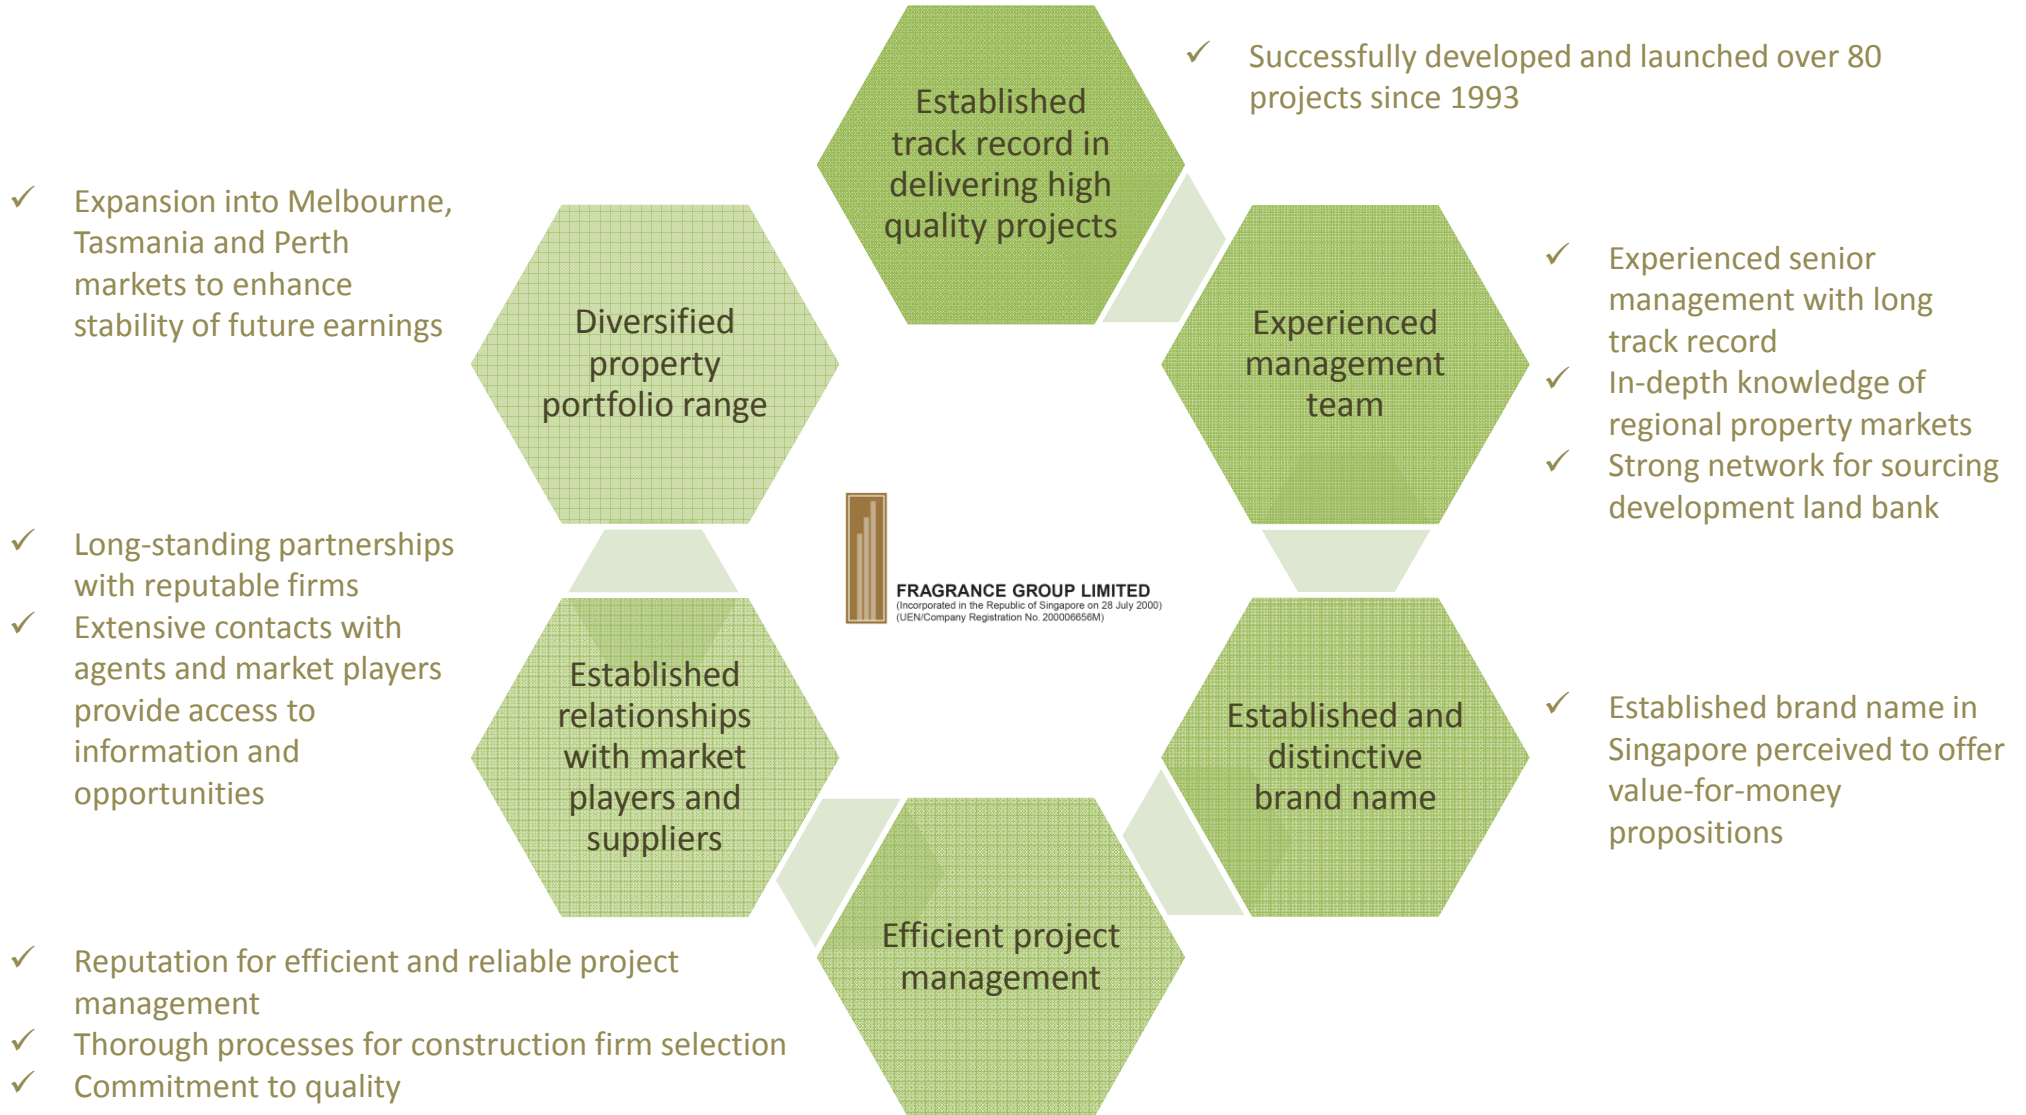 Established
track record in
delivering high
quality projects
✓ Successfully developed and launched over 80
projects since 1993
Experienced
management
team
✓ Experienced senior
management with long
track record
✓ In-depth knowledge of
regional property markets
✓ Strong network for sourcing
development land bank
Established and
distinctive
brand name
✓ Established brand name in
Singapore perceived to offer
value-for-money
propositions
Efficient project
management
✓ Reputation for efficient and reliable project
management
✓ Thorough processes for construction firm selection
✓ Commitment to quality
Established
relationships
with market
players and
suppliers
✓ Long-standing partnerships
with reputable firms
✓ Extensive contacts with
agents and market players
provide access to
information and
opportunities
Diversified
property
portfolio range
✓ Expansion into Melbourne,
Tasmania and Perth
markets to enhance
stability of future earnings
FRAGRANCE GROUP LIMITED
(Incorporated in the Republic of Singapore on 28 July 2000)
(UEN/Company Registration No. 200006656M)